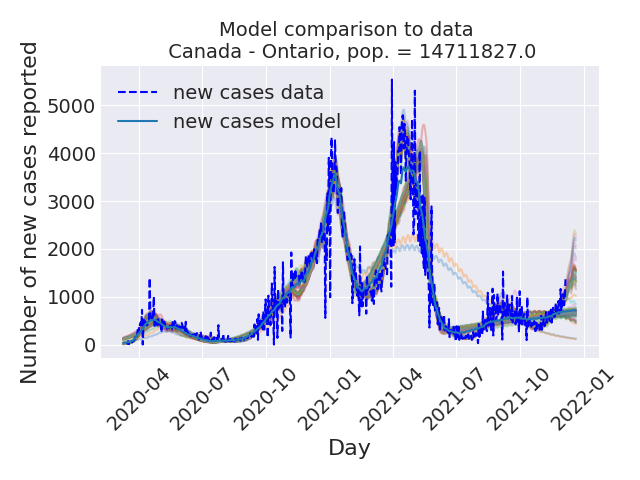 Model comparison to data
Canada - Ontario, pop. = 14711827.0
new cases data
new cases model
Number of new cases reported
5000
4000
3000
2000
1000
0
2020-04
2020-07
2020-10
2021-01
2021-04
2021-07
2021-10
2022-01
Day